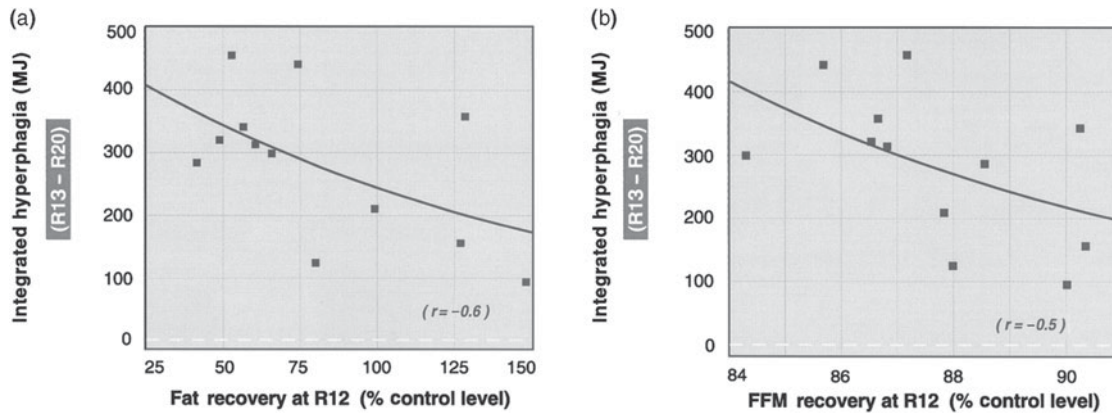 (a)
Integrated hyperphagia (MJ)
(R13 – R20)
500
400
300
200
100
0
(r=–0.6)
25 50 75 100 125 150
Fat recovery at R12 (% control level)
(b)
Integrated hyperphagia (MJ)
(R13 – R20)
500
400
300
200
100
0
(r=–0.5)
84 86 88 90
FFM recovery at R12 (% control level)